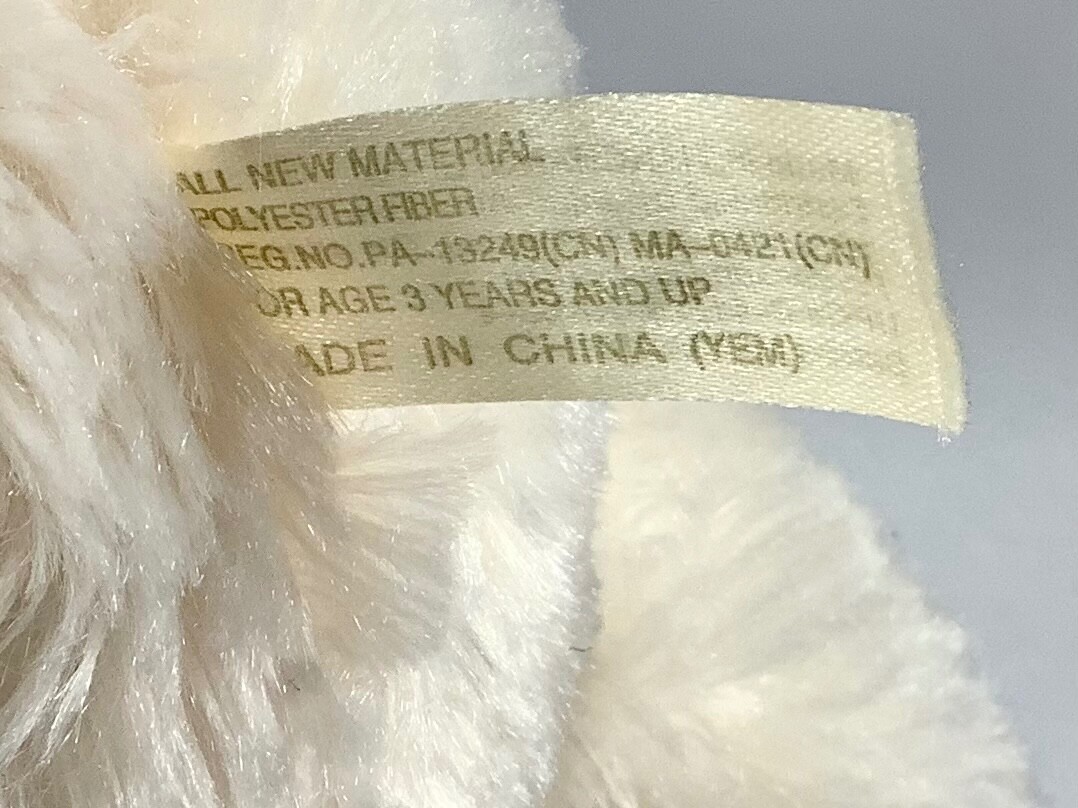 ALL NEW MATERIAL
POLYESTER FIBER
EG.NO.PA-13249(CN) MA-0421(CN)
OR AGE 3 YEARS AND UP
ADE IN CHINA (YEM)